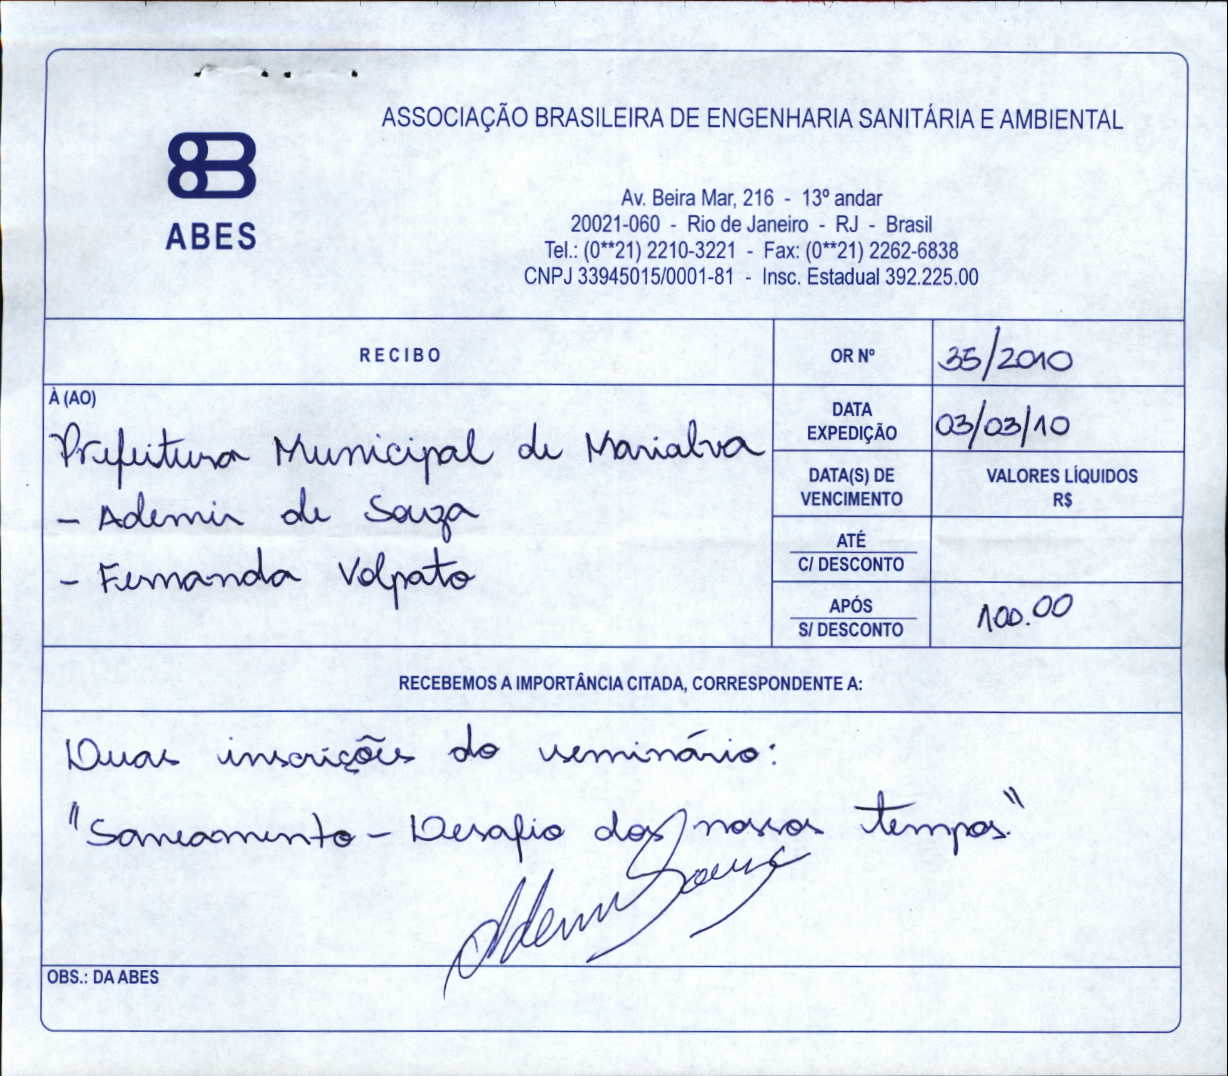 ASSOCIAÇÃO BRASILEIRA DE ENGENHARIA SANITÁRIA E AMBIENTAL
ABES
Av. Beira Mar, 216 - 13º andar
20021-060 - Rio de Janeiro - RJ - Brasil
Tel.: (0**21) 2210-3221 - Fax: (0**21) 2262-6838
CNPJ 33945015/0001-81 - Insc. Estadual 392.225.00
RECIBO
OR Nº
35/2010
À (AO)
Prefeitura Municipal de Marialva
- Ademir de Souza
- Fernanda Volpato
DATA
EXPEDIÇÃO
03/03/10
DATA(S) DE
VENCIMENTO
VALORES LÍQUIDOS
R$
ATÉ
C/ DESCONTO
APÓS
S/ DESCONTO
100.00
RECEBEMOS A IMPORTÂNCIA CITADA, CORRESPONDENTE A:
Duas inscrições do seminário:
"Saneamento - Desafio dos nossos tempos"
Ademir Souza
OBS.: DA ABES